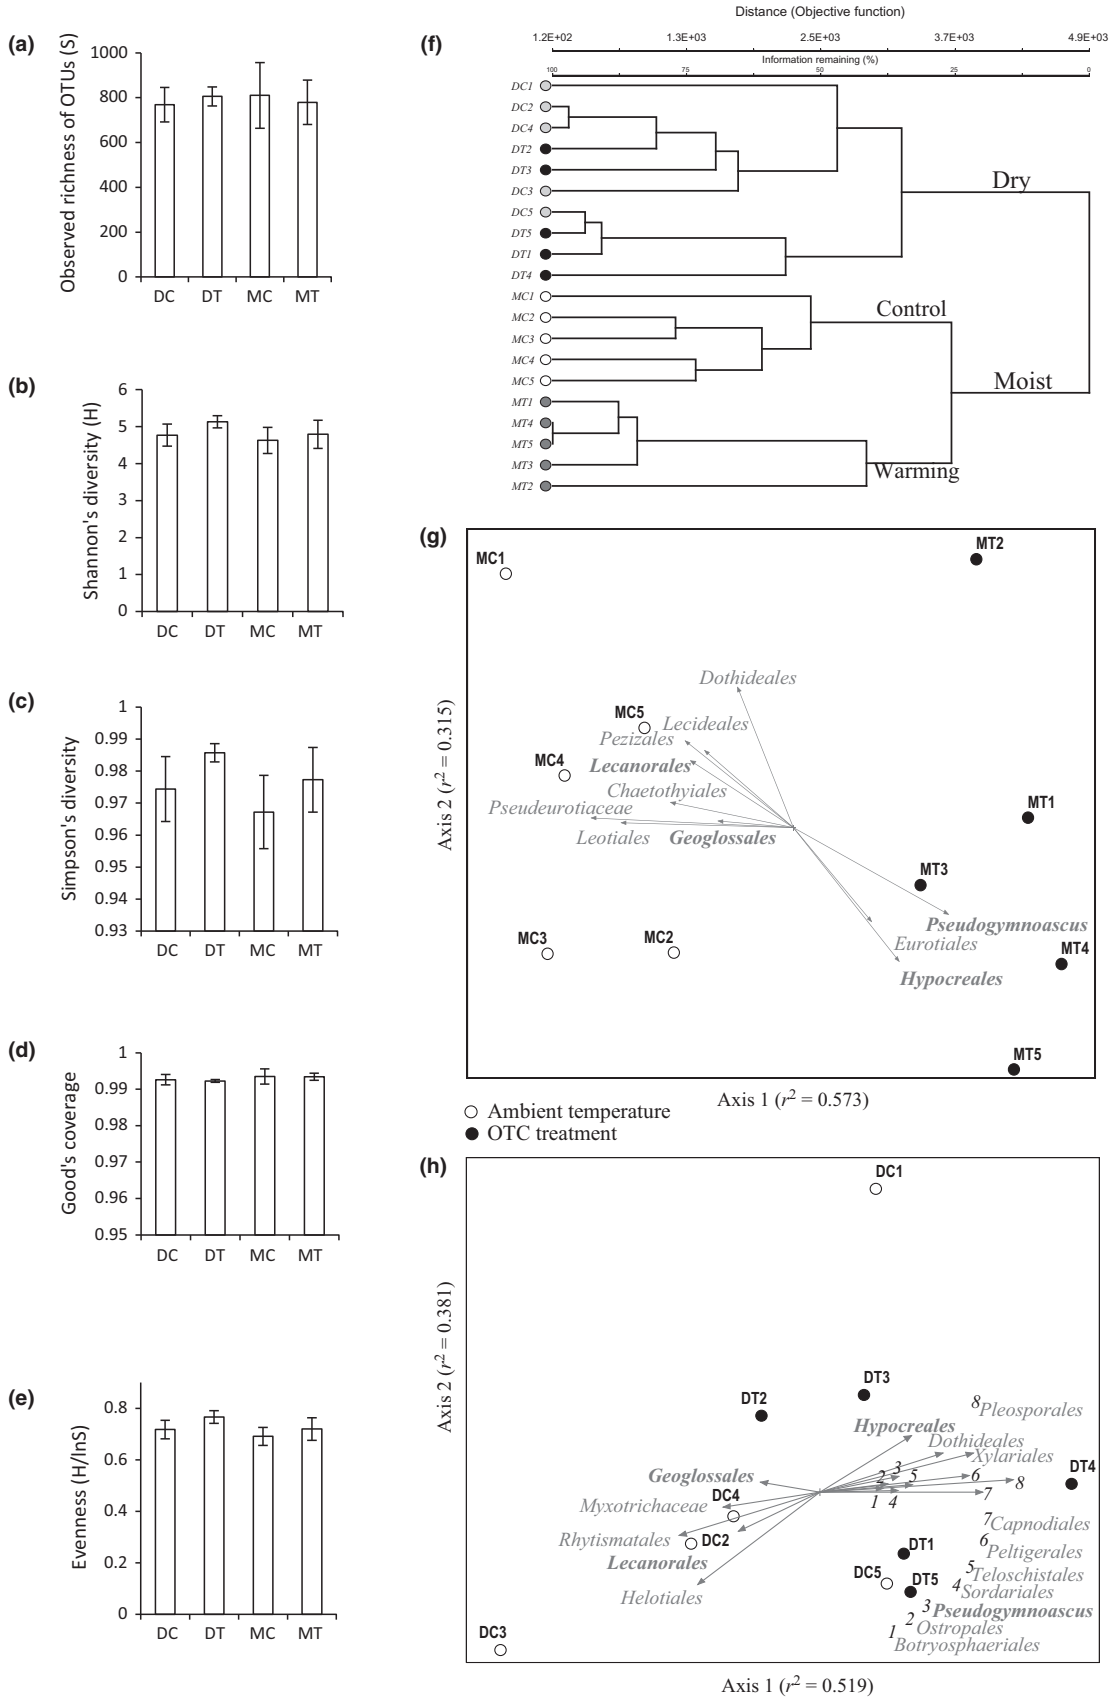 (a)
Observed richness of OTUs (S)
1000
800
600
400
200
0
DC DT MC MT
(b)
Shannon's diversity (H)
6
5
4
3
2
1
0
DC DT MC MT
(c)
Simpson's diversity
1
0.99
0.98
0.97
0.96
0.95
0.94
0.93
DC DT MC MT
(d)
Good's coverage
1
0.99
0.98
0.97
0.96
0.95
DC DT MC MT
(e)
Evenness (H/lnS)
0.8
0.6
0.4
0.2
0
DC DT MC MT
(f)
Distance (Objective function)
1.2E+02 1.3E+03 2.5E+03 3.7E+03 4.9E+03
Information remaining (%)
100 75 50 25 0
DC1
DC2
DC4
DT2
DT3
DC3
DC5
DT5
DT1
DT4
MC1
MC2
MC3
MC4
MC5
MT1
MT4
MT5
MT3
MT2
Dry
Control
Moist
Warming
(g)
MC1
MT2
Dothideales
MC5
Lecideales
Pezizales
MC4
Lecanorales
Chaetothyiales
Pseudeurotiaceae
MT1
Leotiales
Geoglossales
MT3
Pseudogymnoascus
MC3
MC2
Eurotiales
MT4
Hypocreales
MT5
Axis 2 (r² = 0.315)
Axis 1 (r² = 0.573)
Ambient temperature
OTC treatment
(h)
DC1
DT3
DT2
8 Pleosporales
Hypocreales
Dothideales
Xylariales
Geoglossales
2 3 5 6 8
DT4
DC4
1 4 7
Myxotrichaceae
7 Capnodiales
Rhytismatales
DC2
DT1
6 Peltigerales
Lecanorales
DC5
DT5
5 Teloschistales
Helotiales
4 Sordariales
3 Pseudogymnoascus
DC3
2 Ostropales
1 Botryosphaeriales
Axis 2 (r² = 0.381)
Axis 1 (r² = 0.519)